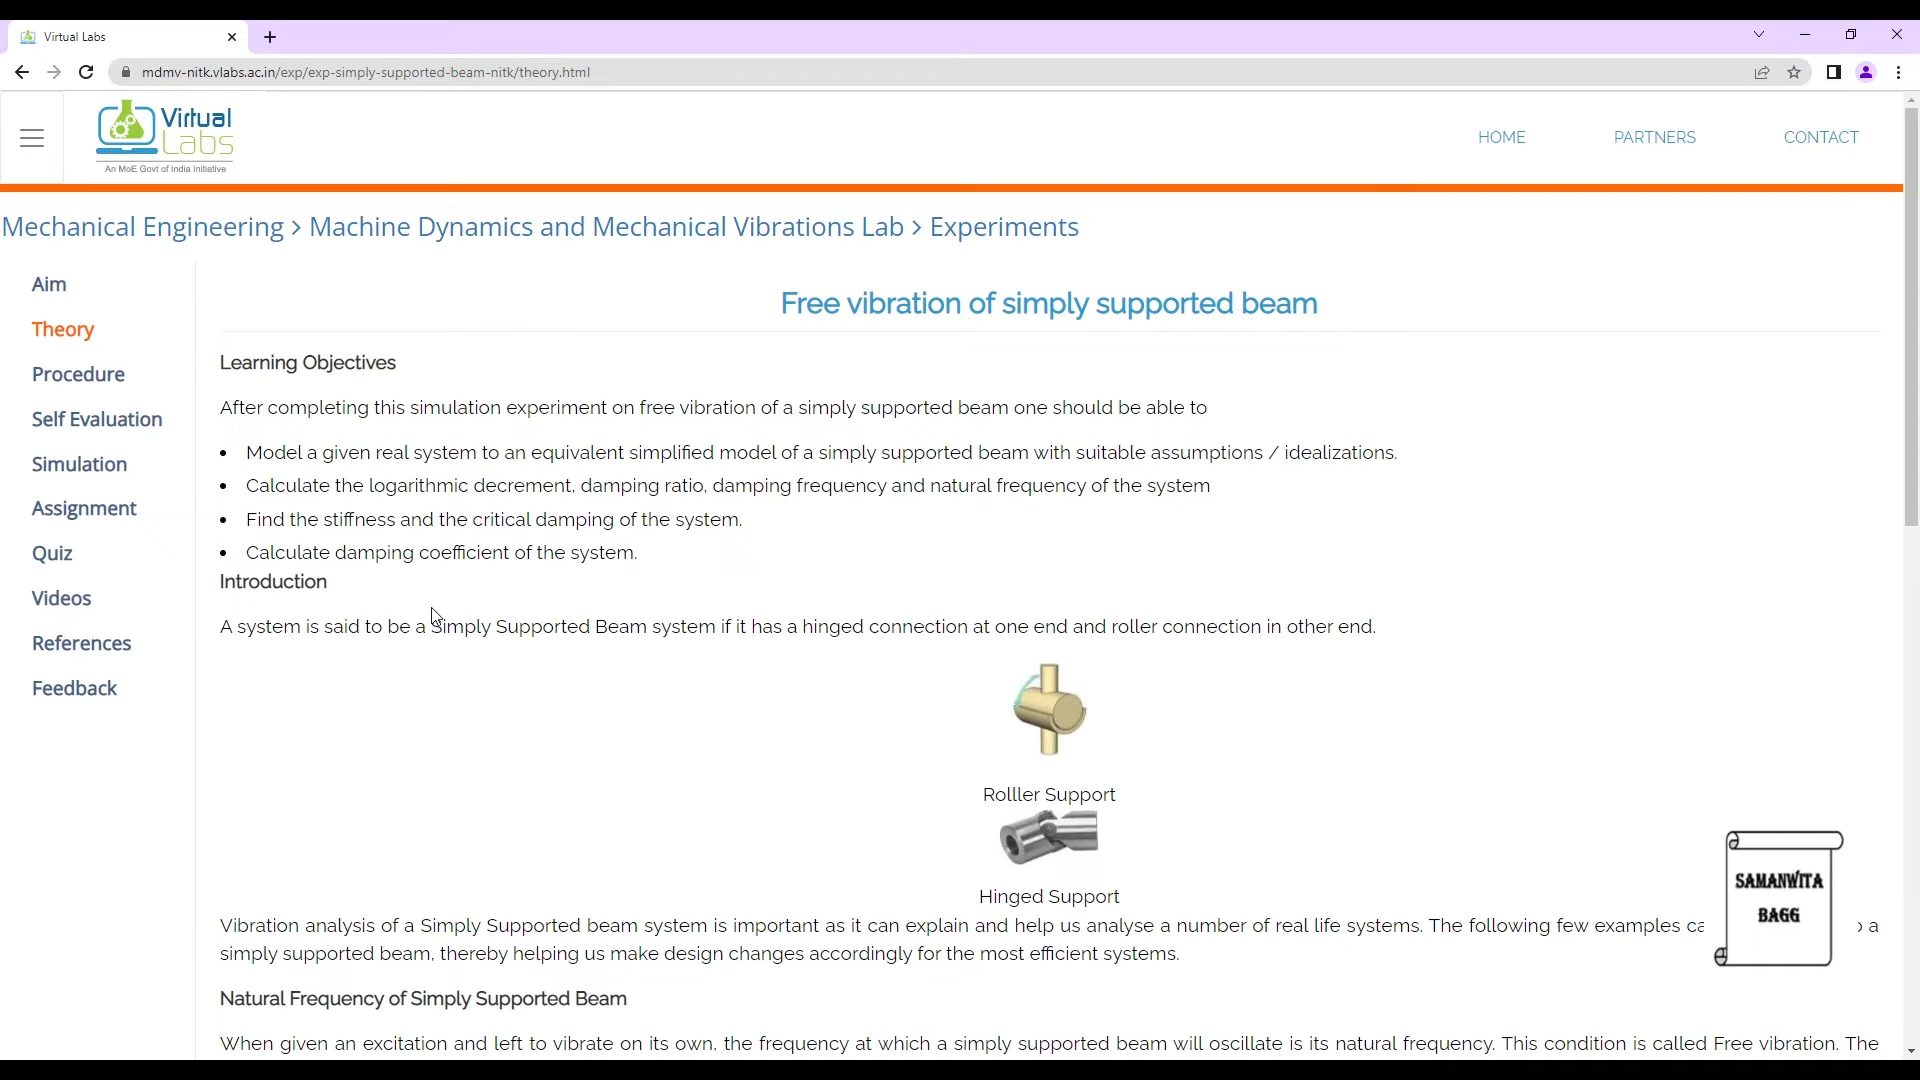 Virtual Labs
mdmv-nitk.vlabs.ac.in/exp/exp-simply-supported-beam-nitk/theory.html
Virtual
Labs
An MoE Govt of India Initiative
HOME PARTNERS CONTACT
Mechanical Engineering > Machine Dynamics and Mechanical Vibrations Lab > Experiments
Aim
Theory
Procedure
Self Evaluation
Simulation
Assignment
Quiz
Videos
References
Feedback
Free vibration of simply supported beam
Learning Objectives
After completing this simulation experiment on free vibration of a simply supported beam one should be able to
• Model a given real system to an equivalent simplified model of a simply supported beam with suitable assumptions / idealizations.
• Calculate the logarithmic decrement, damping ratio, damping frequency and natural frequency of the system
• Find the stiffness and the critical damping of the system.
• Calculate damping coefficient of the system.
Introduction
A system is said to be a Simply Supported Beam system if it has a hinged connection at one end and roller connection in other end.
Rolller Support
Hinged Support
Vibration analysis of a Simply Supported beam system is important as it can explain and help us analyse a number of real life systems. The following few examples a
simply supported beam, thereby helping us make design changes accordingly for the most efficient systems.
Natural Frequency of Simply Supported Beam
When given an excitation and left to vibrate on its own, the frequency at which a simply supported beam will oscillate is its natural frequency. This condition is called Free vibration. The
SAMANWITA
BAGG